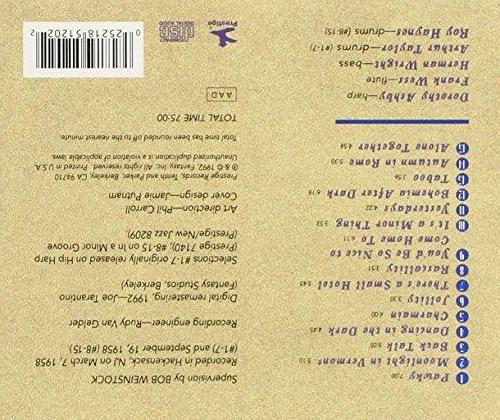 1 Pawky 7:00
2 Moonlight in Vermont 5:10
3 Back Talk 5:05
4 Dancing in the Dark 4:45
5 Charmain 4:00
6 Jollity 3:30
7 There's a Small Hotel 5:45
8 Rascallity 3:51
9 You'd Be So Nice to
Come Home To 6:11
10 It's a Minor Thing 3:53
11 Yesterdays 4:22
12 Bohemia After Dark 6:18
13 Taboo
14 Autumn in Rome 5:30
15 Alone Together 4:54
Dorothy Ashby—harp
Frank Wess—flute
Herman Wright—bass
Arthur Taylor—drums (#1-7)
Roy Haynes—drums (#8-15)
Supervision by BOB WEINSTOCK
Recorded in Hackensack, NJ on March 7, 1958
(#1-7) and September 19, 1958 (#8-15)
Recording engineer—Rudy Van Gelder
Digital remastering, 1992—Joe Tarantino
(Fantasy Studios, Berkeley)
Selections #1-7 originally released on Hip Harp
(Prestige 7140); #8-15 on In a Minor Groove
(Prestige/New Jazz 8209).
Art direction—Phil Carroll
Cover design—Jamie Putnam
Prestige Records, Tenth and Parker, Berkeley, CA 94710
℗ & © 1992, Fantasy, Inc. All rights reserved. Printed in U.S.A.
Unauthorized duplication is a violation of applicable laws.
Total time has been rounded off to the nearest minute.
TOTAL TIME 75:00
AAD
Prestige
COMPACT
DISC
DIGITAL AUDIO
0 25218 51202 2